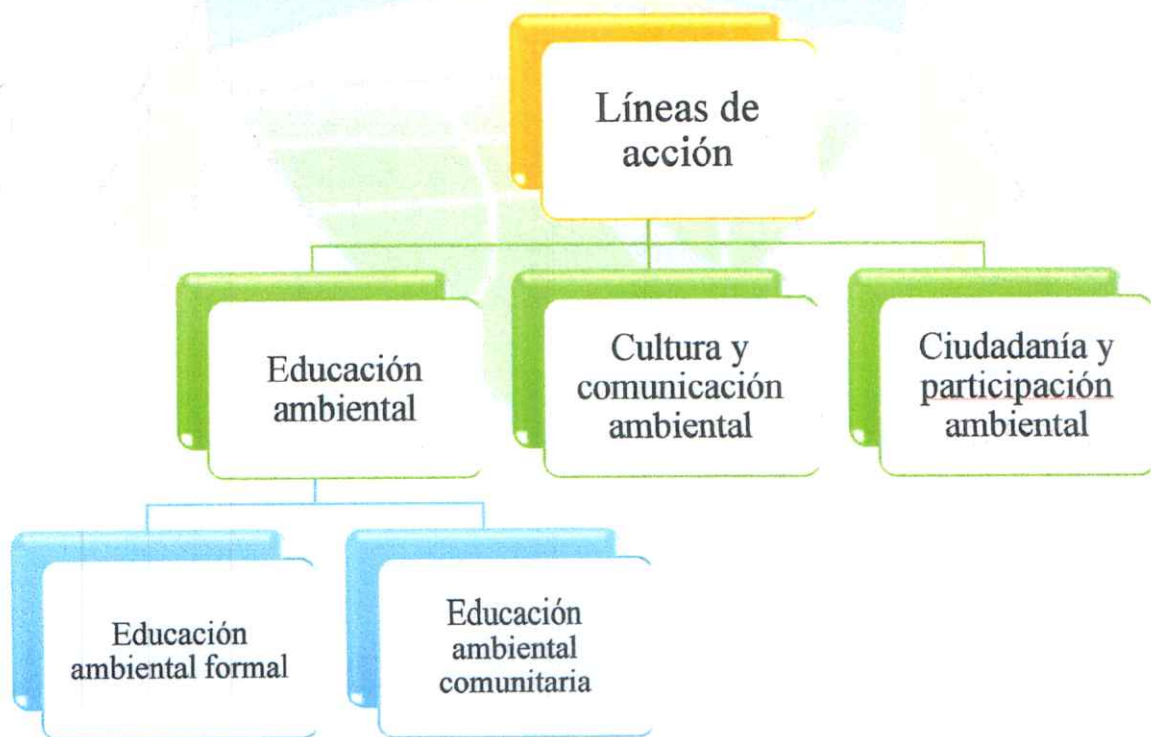 Líneas de
acción
Educación
ambiental
Cultura y
comunicación
ambiental
Ciudadanía y
participación
ambiental
Educación
ambiental formal
Educación
ambiental
comunitaria